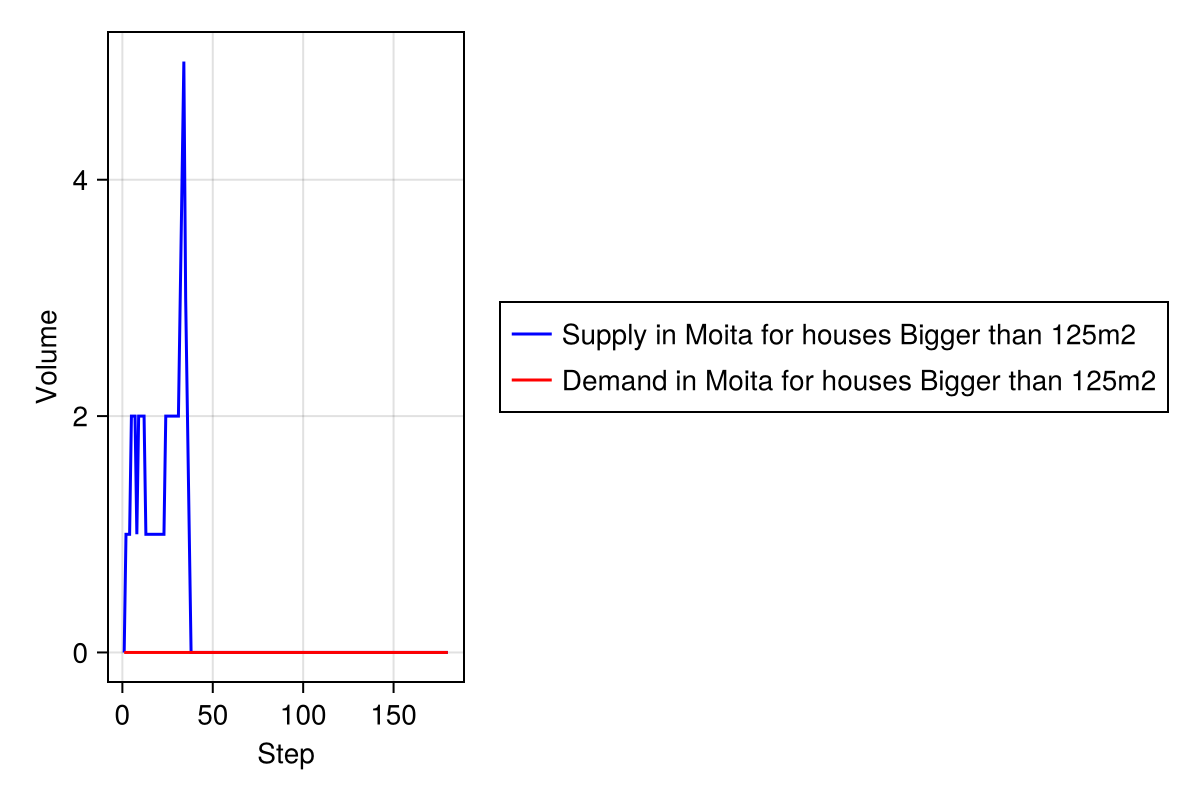 4
2
0
Volume
0 50 100 150
Step
Supply in Moita for houses Bigger than 125m2
Demand in Moita for houses Bigger than 125m2